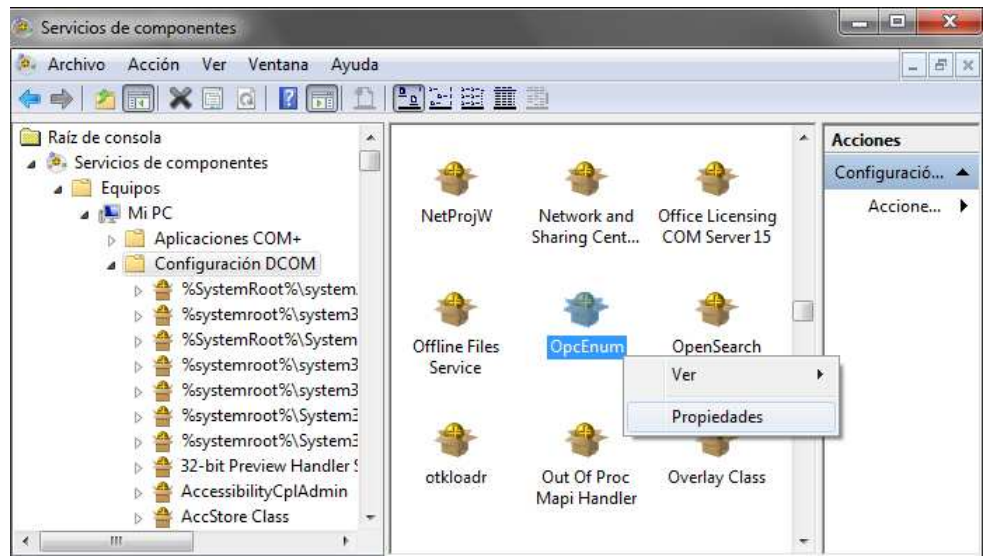 Servicios de componentes
Archivo Acción Ver Ventana Ayuda
Raíz de consola
Servicios de componentes
Equipos
Mi PC
Aplicaciones COM+
Configuración DCOM
%SystemRoot%\system.
%systemroot%\system3
%SystemRoot%\System
%systemroot%\system3
%systemroot%\system3
%systemroot%\System3
%systemroot%\System3
32-bit Preview Handler S
AccessibilityCplAdmin
AccStore Class
NetProjW
Network and
Sharing Cent...
Office Licensing
COM Server 15
Offline Files
Service
OpcEnum
OpenSearch
Ver
Propiedades
otkloadr
Out Of Proc
Mapi Handler
Overlay Class
Acciones
Configuració...
Accione...